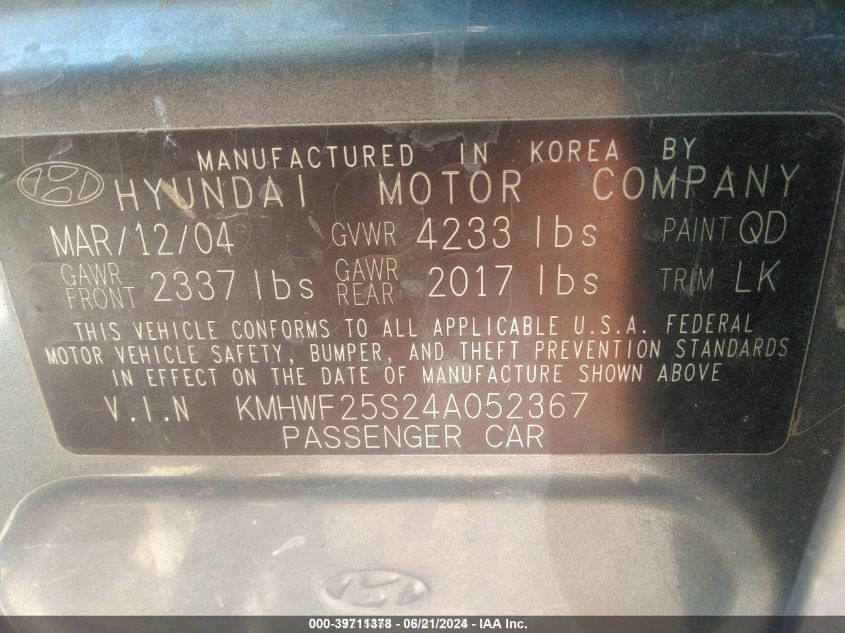 MANUFACTURED IN KOREA BY
HYUNDAI MOTOR COMPANY
MAR/12/04 GVWR 4233 lbs PAINT QD
GAWR FRONT 2337 lbs GAWR REAR 2017 lbs TRIM LK
THIS VEHICLE CONFORMS TO ALL APPLICABLE U.S.A. FEDERAL
MOTOR VEHICLE SAFETY, BUMPER, AND THEFT PREVENTION STANDARDS
IN EFFECT ON THE DATE OF MANUFACTURE SHOWN ABOVE
V.I.N KMHWF25S24A052367
PASSENGER CAR
000-39711378 - 06/21/2024 - IAA Inc.